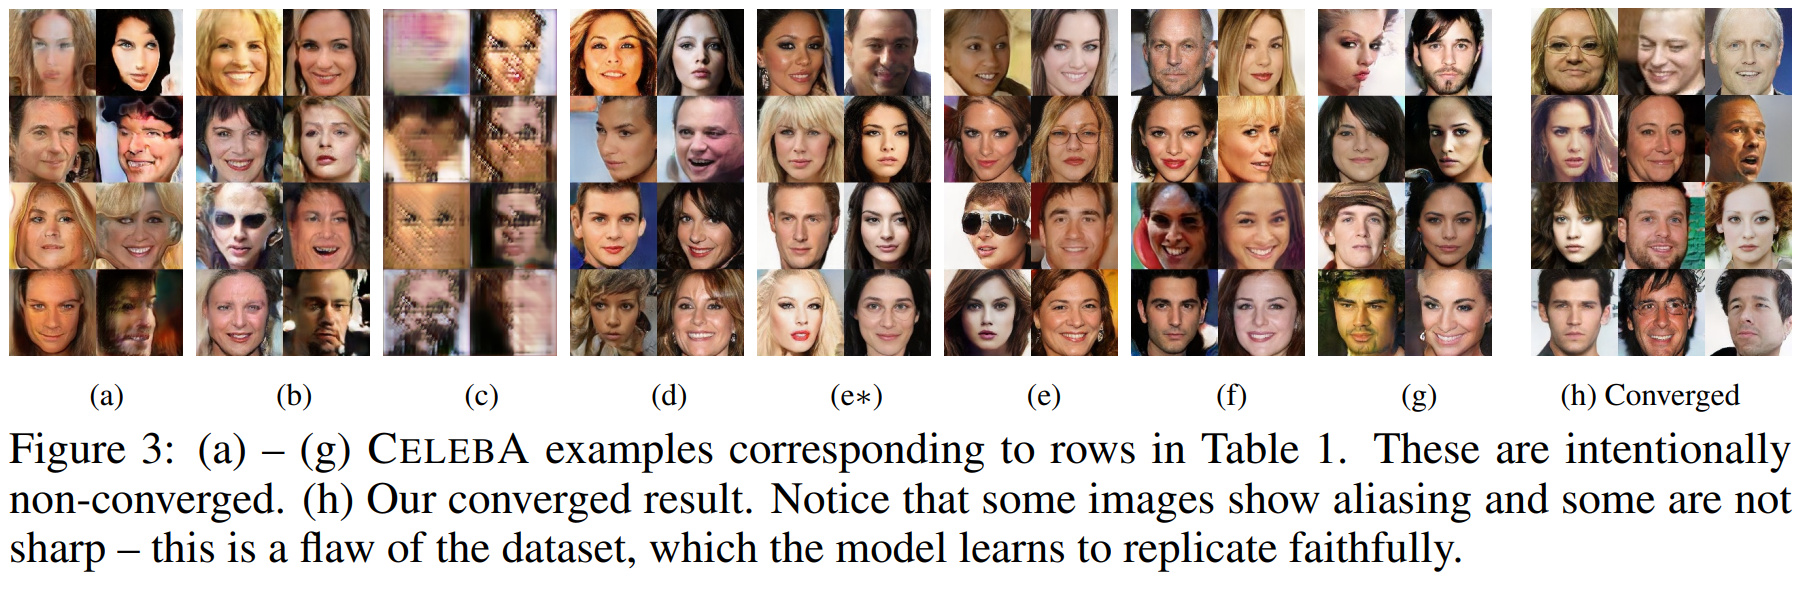 (a) (b) (c) (d) (e∗) (e) (f) (g) (h) Converged
Figure 3: (a) – (g) CELEBA examples corresponding to rows in Table 1. These are intentionally
non-converged. (h) Our converged result. Notice that some images show aliasing and some are not
sharp – this is a flaw of the dataset, which the model learns to replicate faithfully.